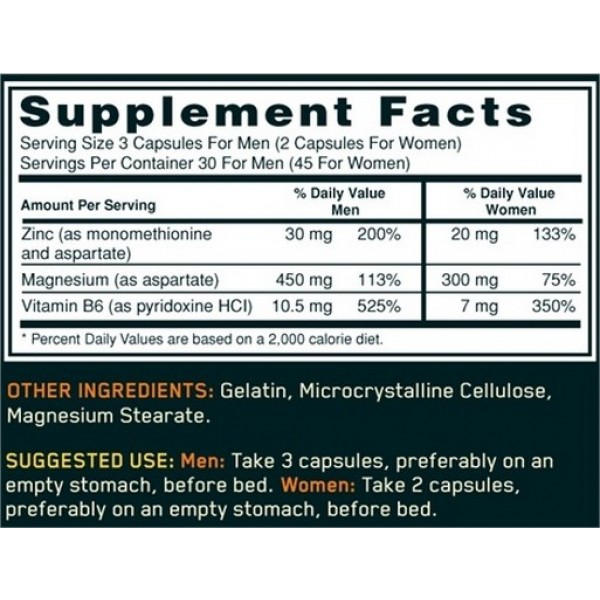 Supplement Facts
Serving Size 3 Capsules For Men (2 Capsules For Women)
Servings Per Container 30 For Men (45 For Women)
Amount Per Serving % Daily Value Men % Daily Value Women
Zinc (as monomethionine and aspartate) 30 mg 200% 20 mg 133%
Magnesium (as aspartate) 450 mg 113% 300 mg 75%
Vitamin B6 (as pyridoxine HCl) 10.5 mg 525% 7 mg 350%
* Percent Daily Values are based on a 2,000 calorie diet.
OTHER INGREDIENTS: Gelatin, Microcrystalline Cellulose,
Magnesium Stearate.
SUGGESTED USE: Men: Take 3 capsules, preferably on an
empty stomach, before bed. Women: Take 2 capsules,
preferably on an empty stomach, before bed.